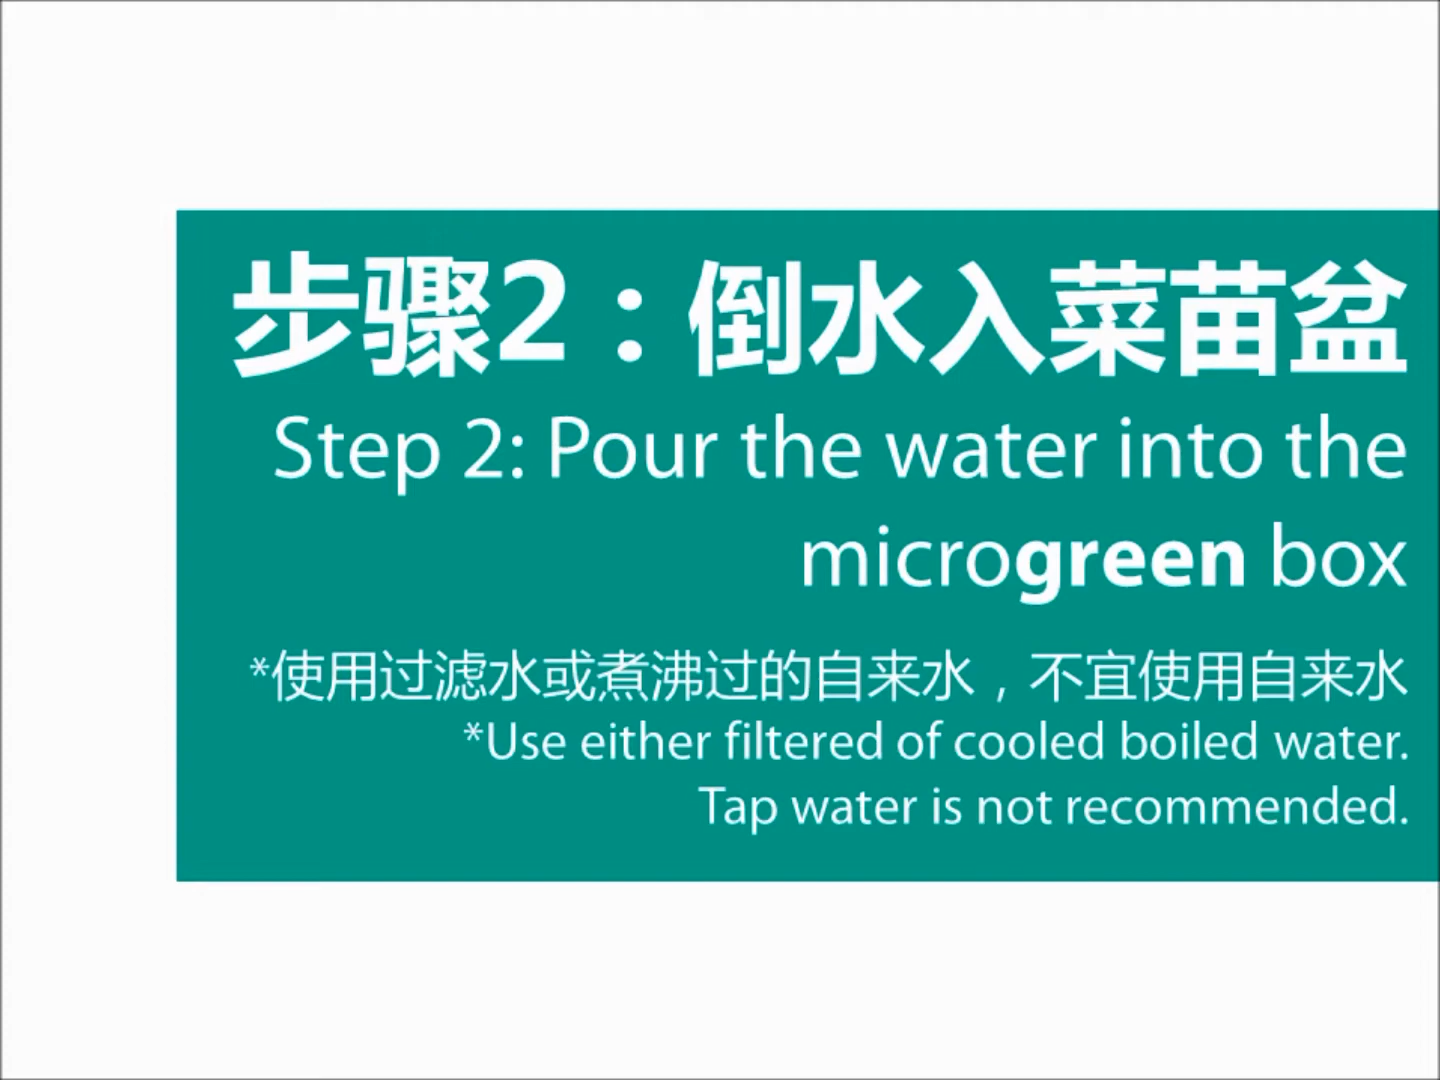 步骤2：倒水入菜苗盆
Step 2: Pour the water into the
microgreen box
*使用过滤水或煮沸过的自来水，不宜使用自来水
*Use either filtered of cooled boiled water.
Tap water is not recommended.